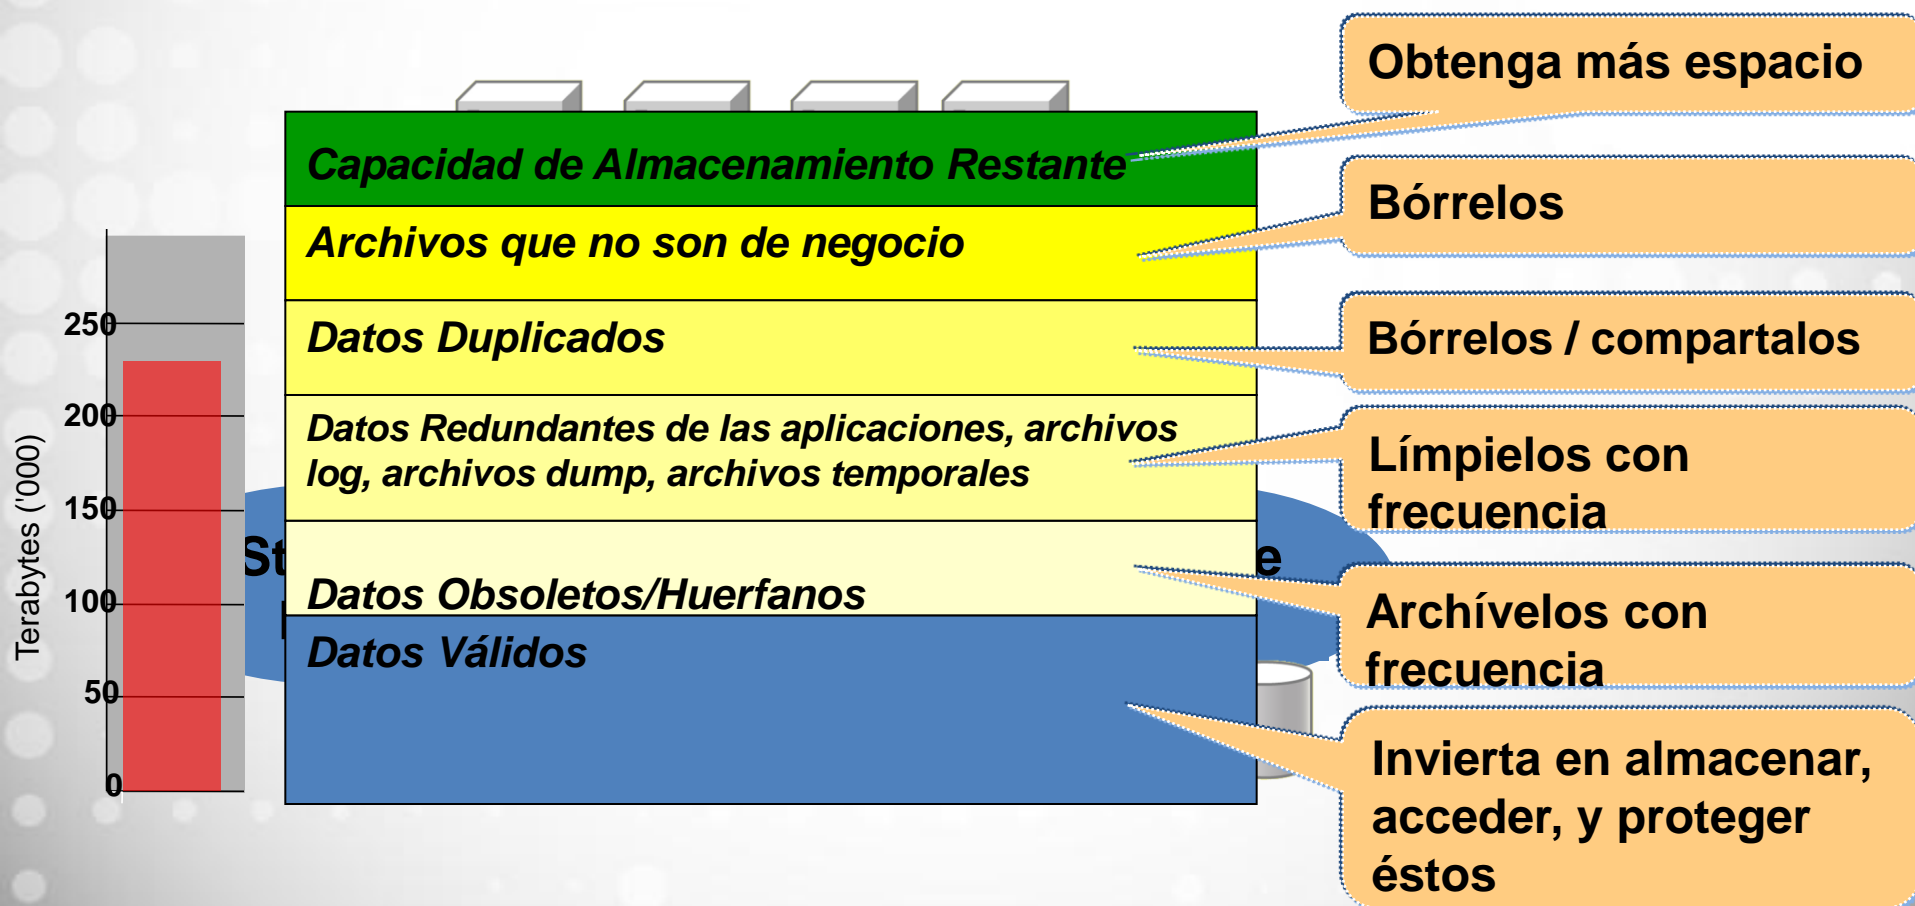 Obtenga más espacio
Capacidad de Almacenamiento Restante
Bórrelos
Archivos que no son de negocio
Bórrelos / compartalos
Datos Duplicados
Límpielos con
frecuencia
Datos Redundantes de las aplicaciones, archivos
log, archivos dump, archivos temporales
Archívelos con
frecuencia
Datos Obsoletos/Huerfanos
Datos Válidos
Invierta en almacenar,
acceder, y proteger
éstos
Terabytes ('000)
250
200
150
100
50
0
St
e